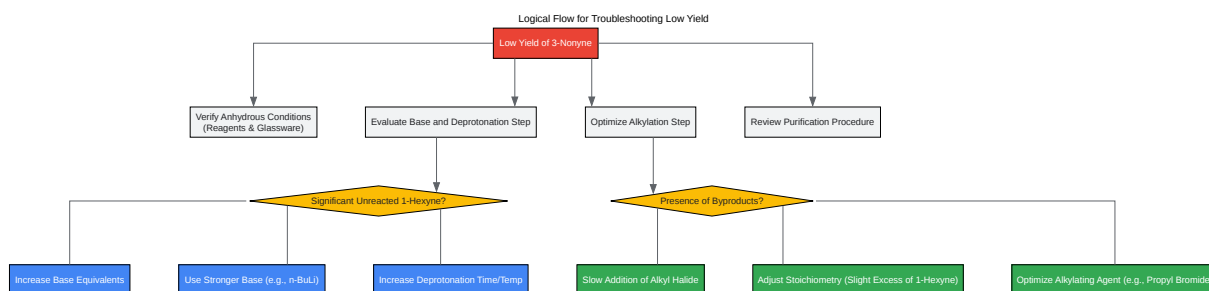 Logical Flow for Troubleshooting Low Yield
Low Yield of 3-Nonyne
Verify Anhydrous Conditions
(Reagents & Glassware)
Evaluate Base and Deprotonation Step
Optimize Alkylation Step
Review Purification Procedure
Significant Unreacted 1-Hexyne?
Presence of Byproducts?
Increase Base Equivalents
Use Stronger Base (e.g., n-BuLi)
Increase Deprotonation Time/Temp
Slow Addition of Alkyl Halide
Adjust Stoichiometry (Slight Excess of 1-Hexyne)
Optimize Alkylating Agent (e.g., Propyl Bromide